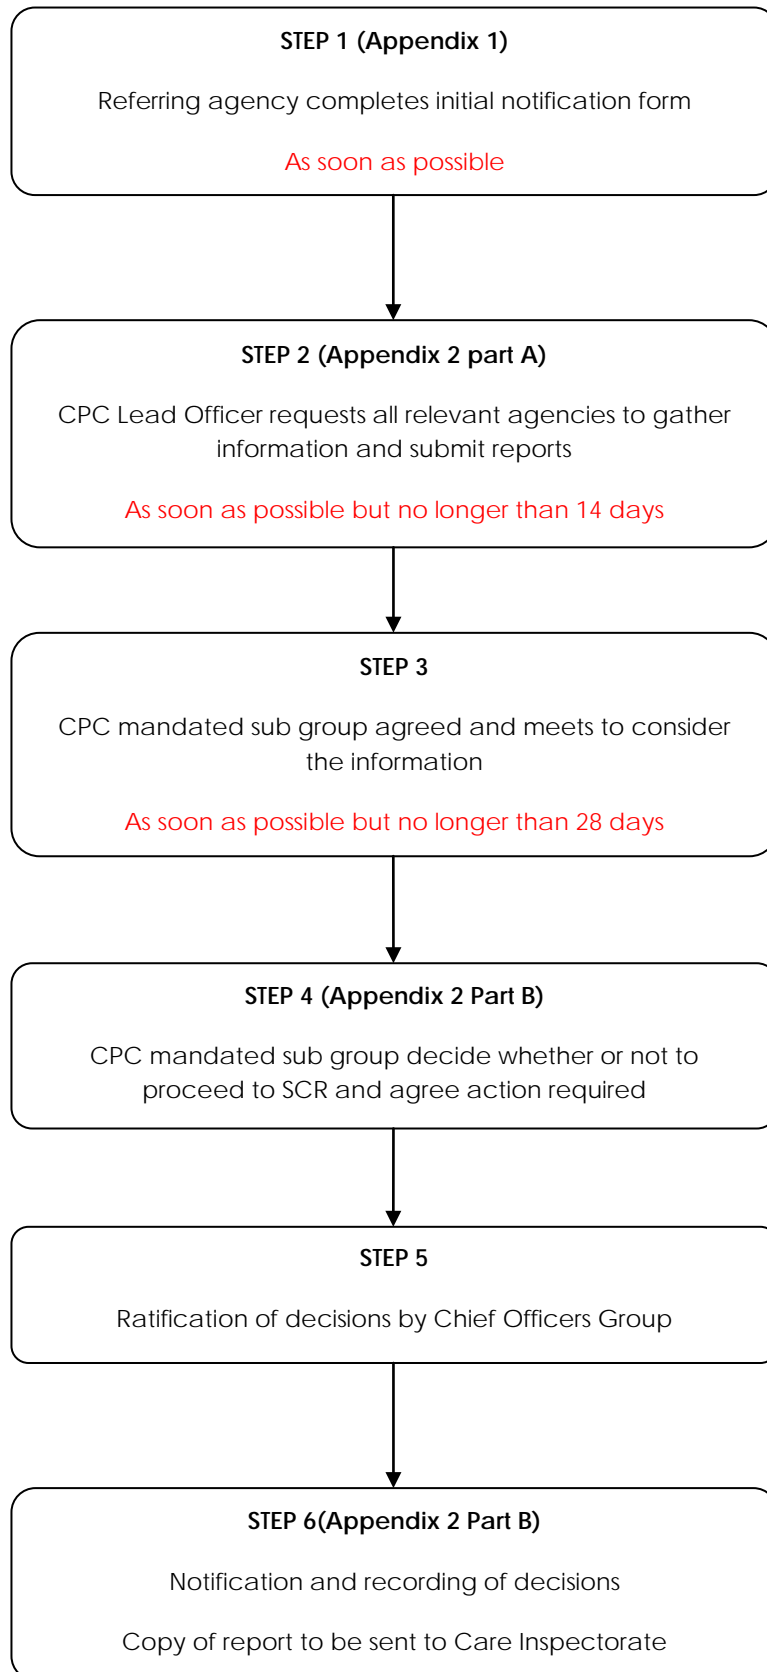 STEP 1 (Appendix 1)
Referring agency completes initial notification form
As soon as possible
STEP 2 (Appendix 2 part A)
CPC Lead Officer requests all relevant agencies to gather
information and submit reports
As soon as possible but no longer than 14 days
STEP 3
CPC mandated sub group agreed and meets to consider
the information
As soon as possible but no longer than 28 days
STEP 4 (Appendix 2 Part B)
CPC mandated sub group decide whether or not to
proceed to SCR and agree action required
STEP 5
Ratification of decisions by Chief Officers Group
STEP 6(Appendix 2 Part B)
Notification and recording of decisions
Copy of report to be sent to Care Inspectorate